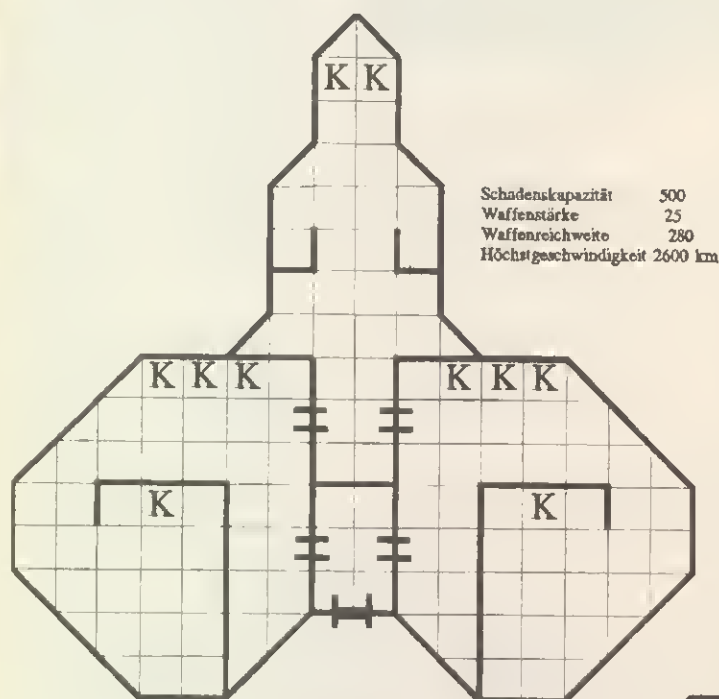 K K
Schadenskapazität 500
Waffenstärke 25
Waffenreichweite 280
Höchstgeschwindigkeit 2600 km
K K K K K K
K K